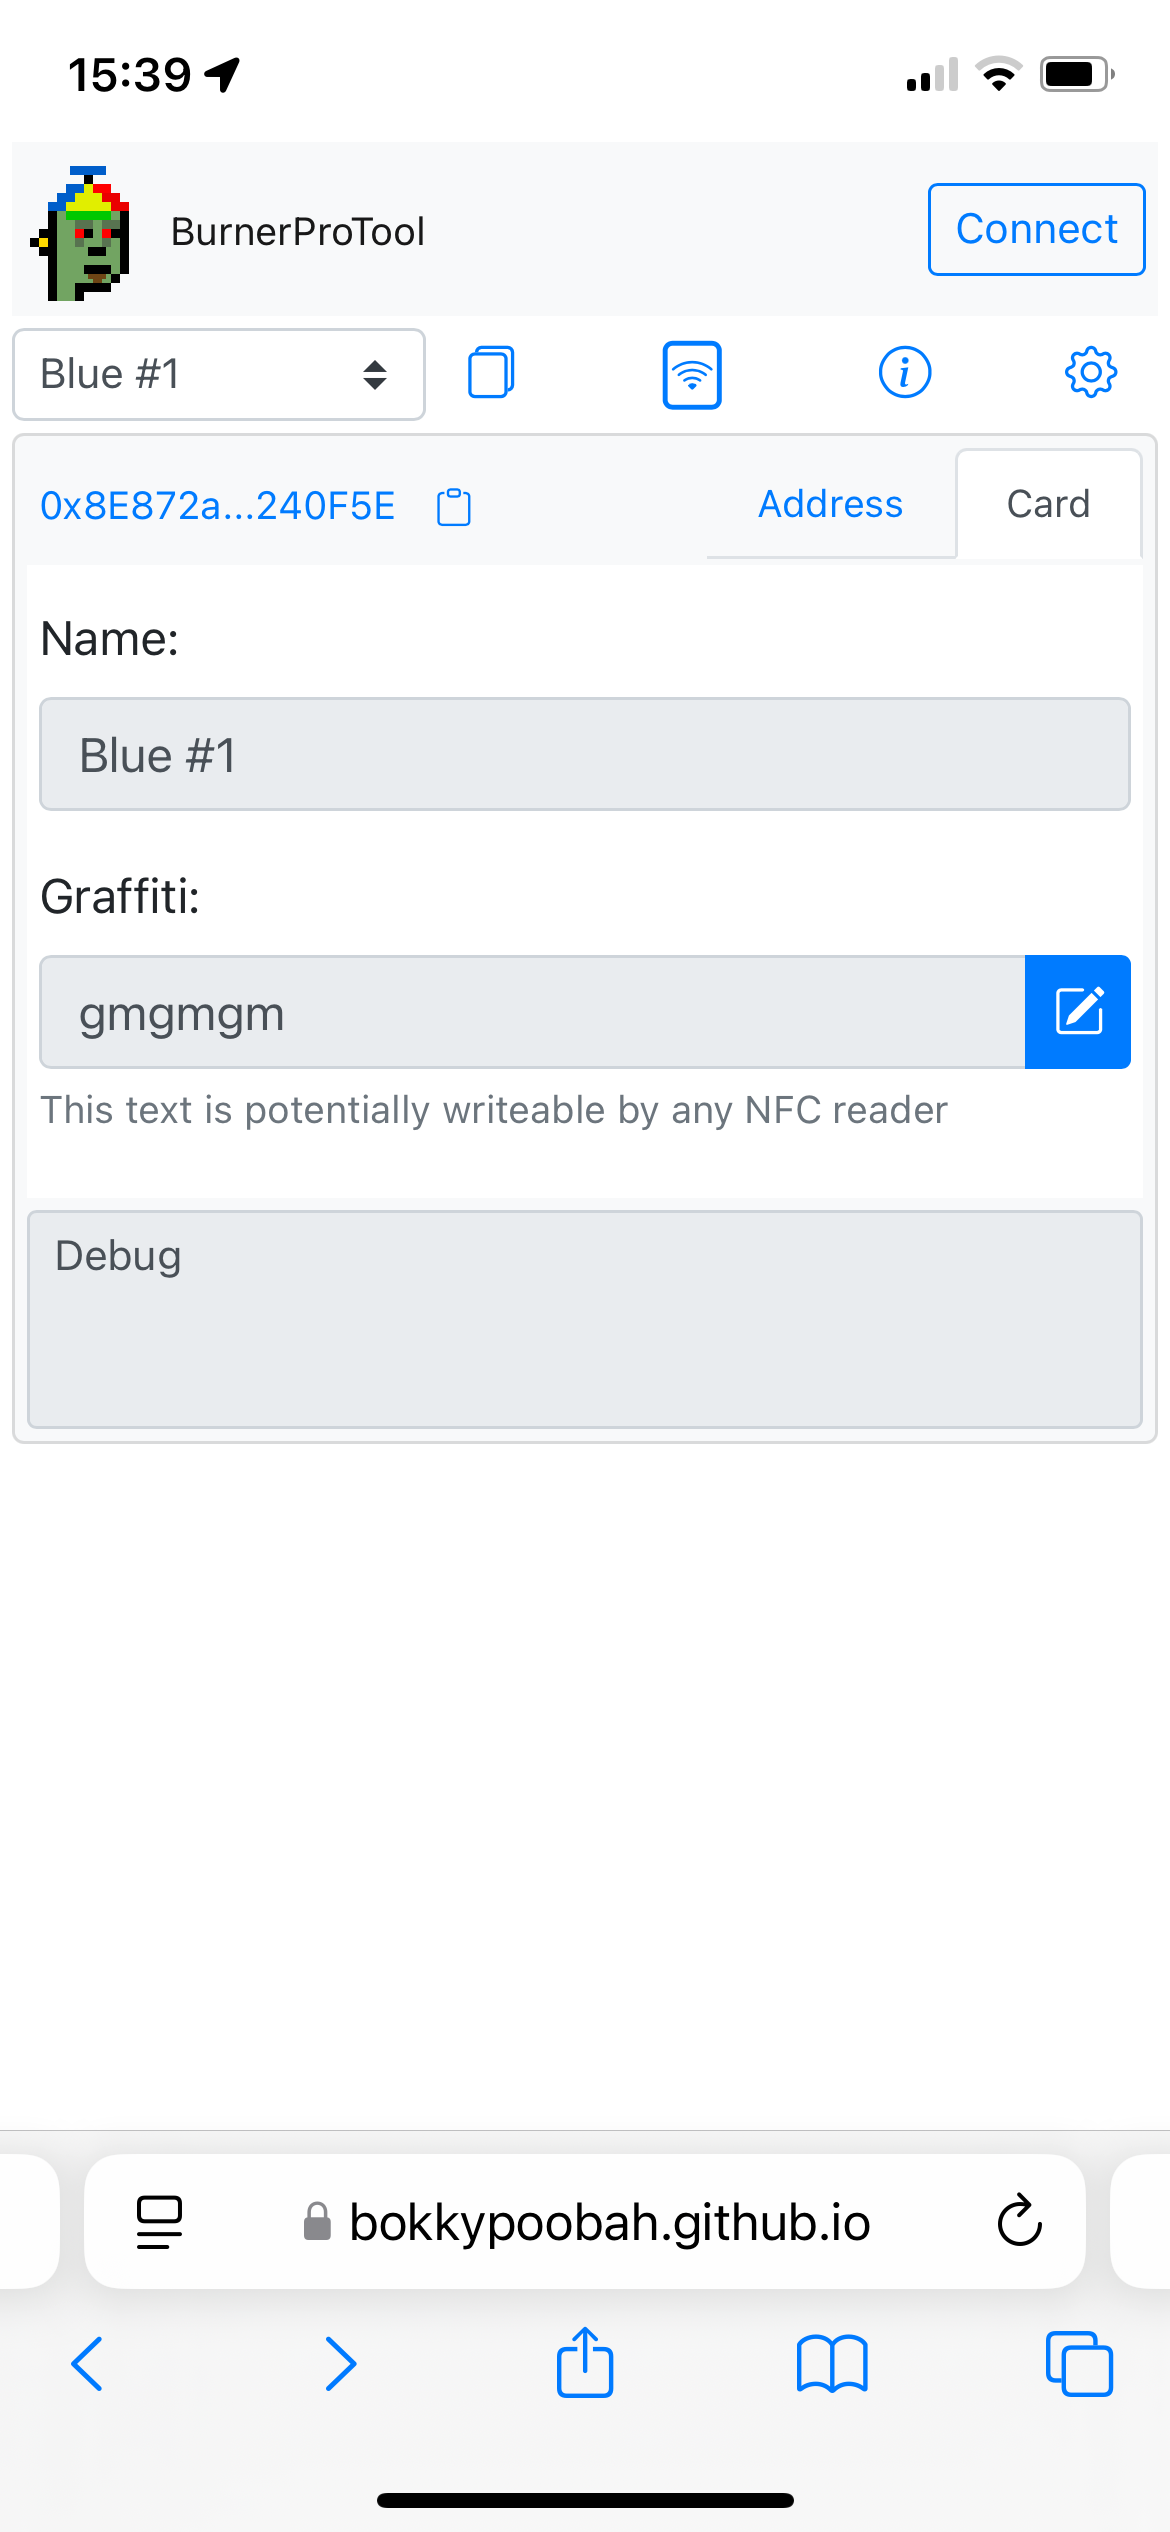 15:39
BurnerProTool
Connect
Blue #1
0x8E872a...240F5E
Address
Card
Name:
Blue #1
Graffiti:
gmgmgm
This text is potentially writeable by any NFC reader
Debug
bokkypoobah.github.io